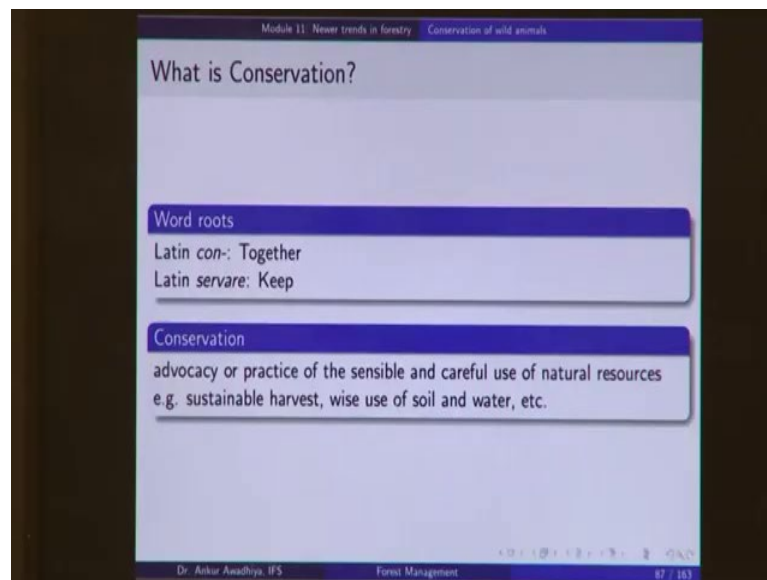 Module 11: Newer trends in forestry Conservation of wild animals
What is Conservation?
Word roots
Latin con-: Together
Latin servare: Keep
Conservation
advocacy or practice of the sensible and careful use of natural resources
e.g. sustainable harvest, wise use of soil and water, etc.
Dr. Ankur Awadhiya, IFS Forest Management 87 / 163